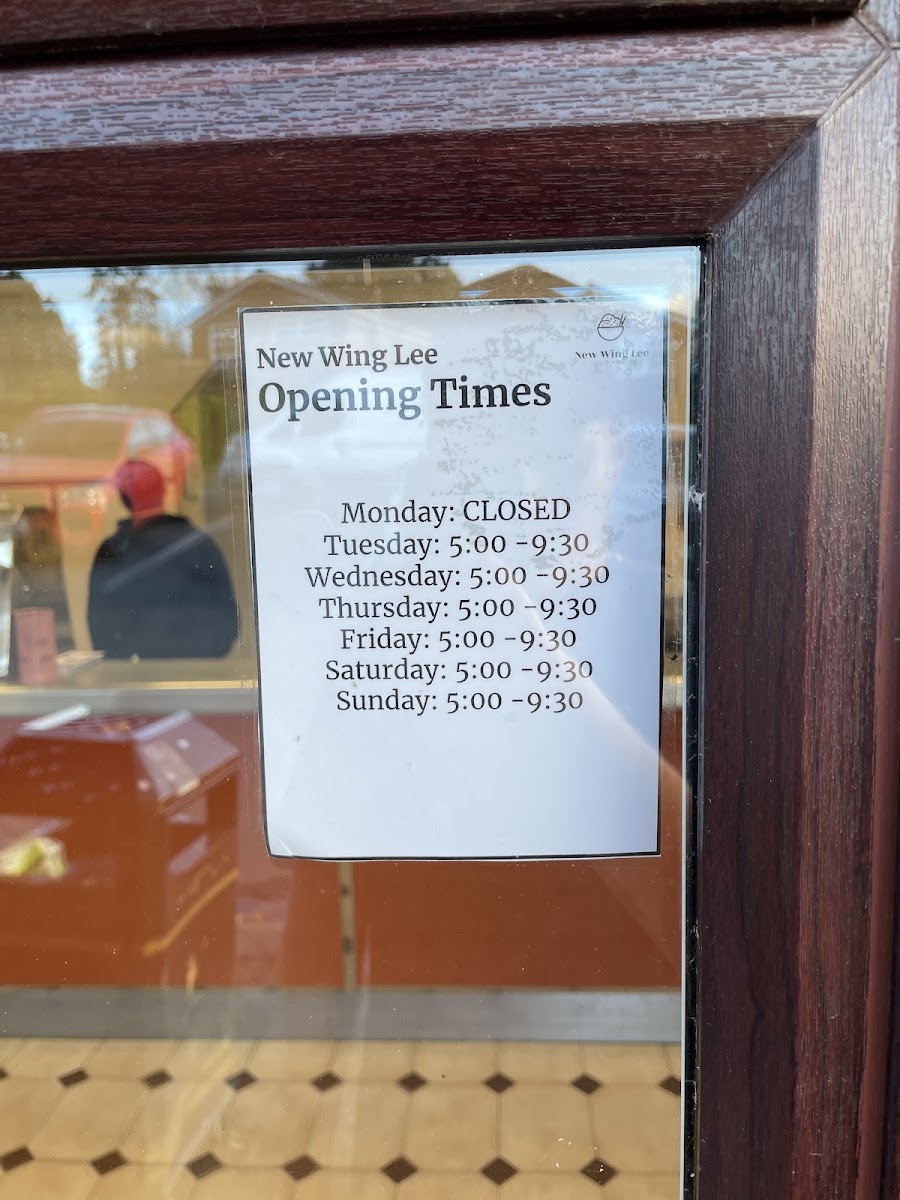 New Wing Lee
New Wing Lee
Opening Times
Monday: CLOSED
Tuesday: 5:00 -9:30
Wednesday: 5:00 -9:30
Thursday: 5:00 -9:30
Friday: 5:00 -9:30
Saturday: 5:00 -9:30
Sunday: 5:00 -9:30